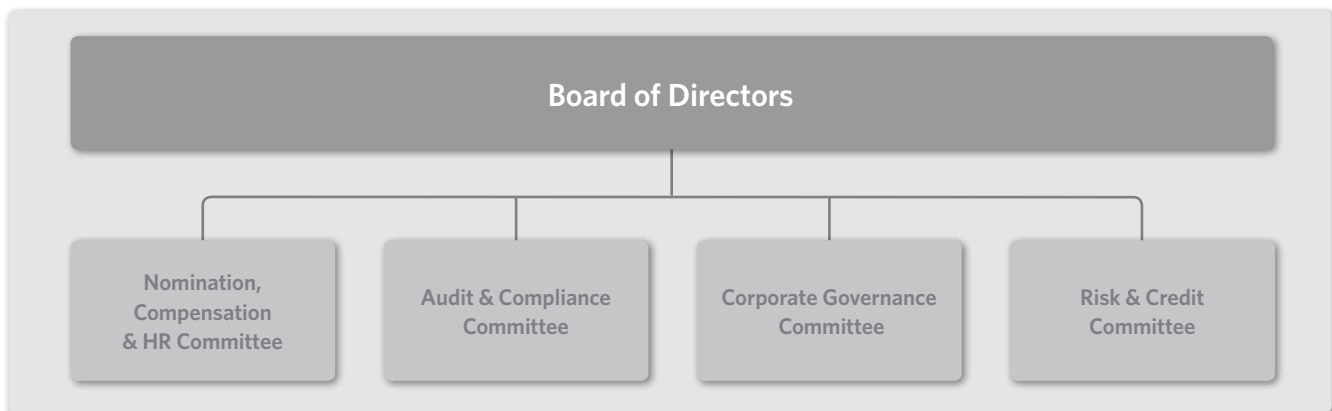 Board of Directors
Nomination,
Compensation
& HR Committee
Audit & Compliance
Committee
Corporate Governance
Committee
Risk & Credit
Committee